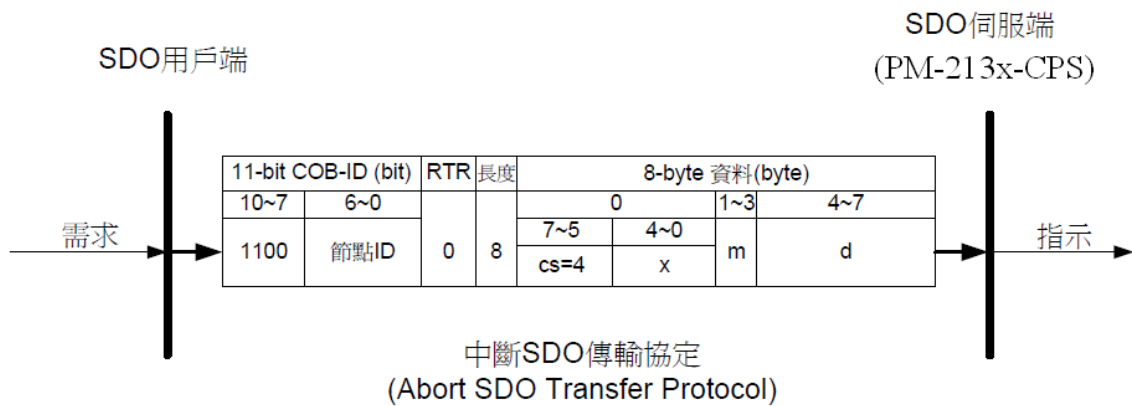 SDO用戶端
SDO伺服端
(PM-213x-CPS)
11-bit COB-ID (bit) RTR 長度 8-byte 資料(byte)
10~7 6~0 0 1~3 4~7
7~5 4~0
需求 1100 節點ID 0 8 cs=4 x m d 指示
中斷SDO傳輸協定
(Abort SDO Transfer Protocol)